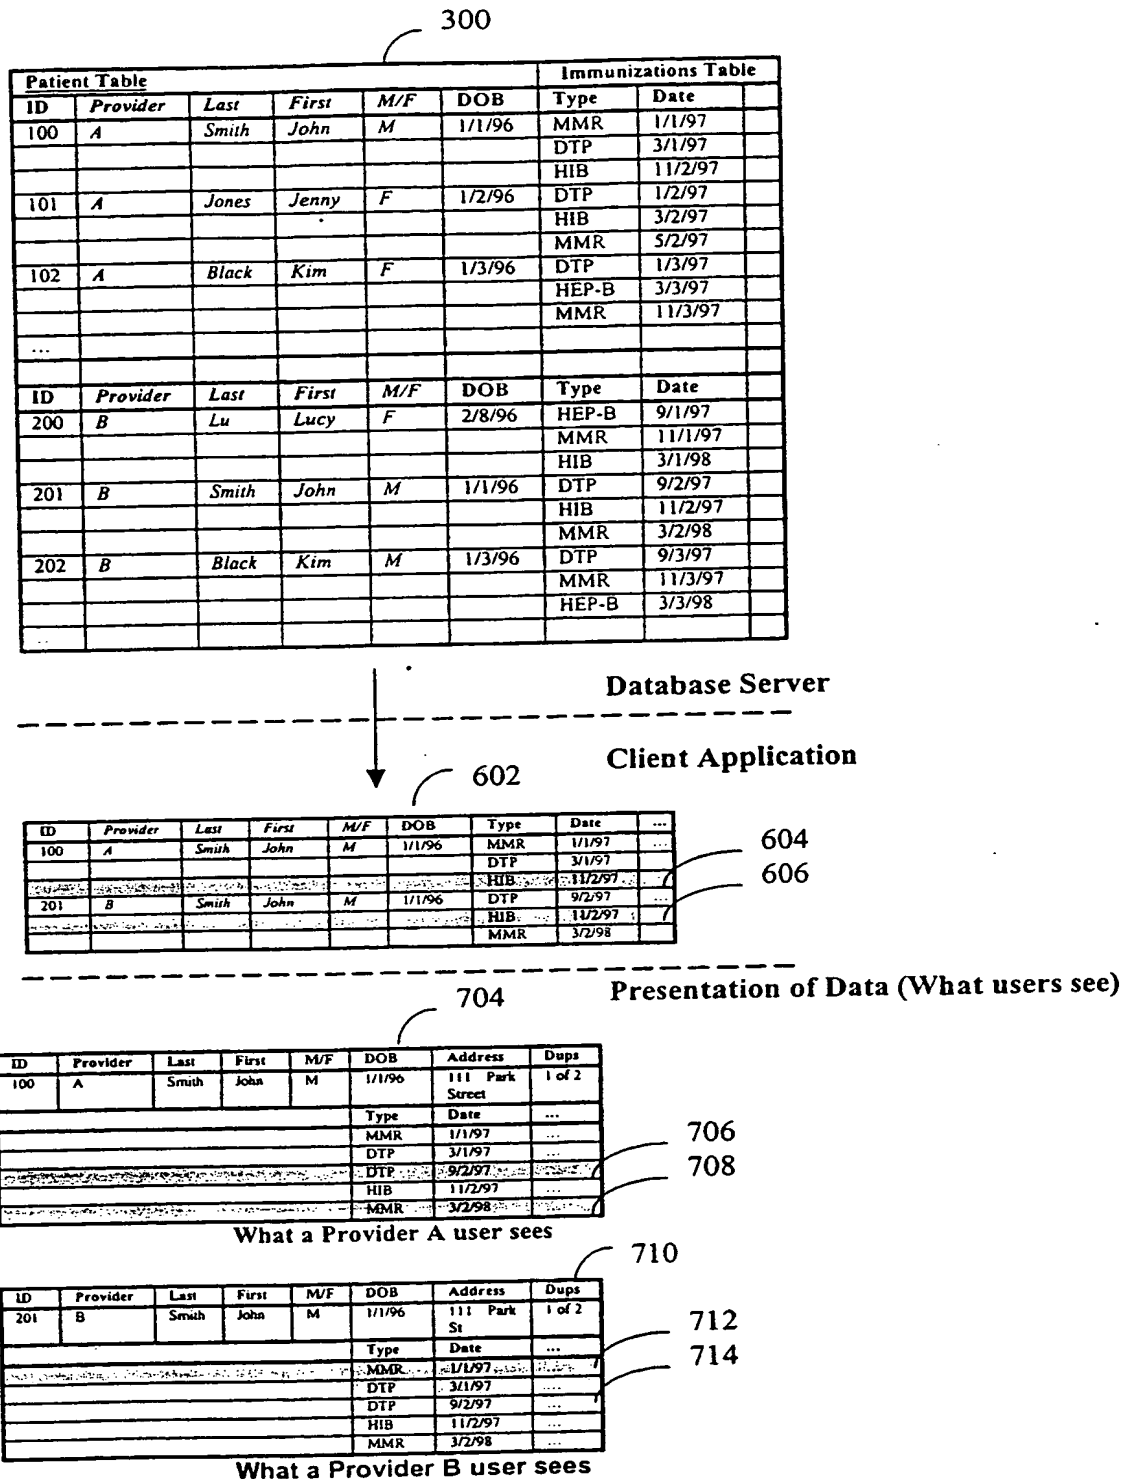 300
Patient Table Immunizations Table
ID Provider Last First M/F DOB Type Date
100 A Smith John M 1/1/96 MMR 1/1/97
DTP 3/1/97
HIB 11/2/97
101 A Jones Jenny F 1/2/96 DTP 1/2/97
HIB 3/2/97
MMR 5/2/97
102 A Black Kim F 1/3/96 DTP 1/3/97
HEP-B 3/3/97
MMR 11/3/97
...
ID Provider Last First M/F DOB Type Date
200 B Lu Lucy F 2/8/96 HEP-B 9/1/97
MMR 11/1/97
HIB 3/1/98
201 B Smith John M 1/1/96 DTP 9/2/97
HIB 11/2/97
MMR 3/2/98
202 B Black Kim M 1/3/96 DTP 9/3/97
MMR 11/3/97
HEP-B 3/3/98
...
Database Server
Client Application
602
ID Provider Last First M/F DOB Type Date ...
100 A Smith John M 1/1/96 MMR 1/1/97 ...
DTP 3/1/97
HIB 11/2/97
604
201 B Smith John M 1/1/96 DTP 9/2/97 ...
HIB 11/2/97
606
MMR 3/2/98
Presentation of Data (What users see)
704
ID Provider Last First M/F DOB Address Dups
100 A Smith John M 1/1/96 111 Park Street 1 of 2
Type Date ...
MMR 1/1/97 ...
DTP 3/1/97 ...
DTP 9/2/97 ...
706
HIB 11/2/97 ...
MMR 3/2/98 ...
708
What a Provider A user sees
710
ID Provider Last First M/F DOB Address Dups
201 B Smith John M 1/1/96 111 Park St 1 of 2
Type Date ...
MMR 1/1/97 ...
712
DTP 3/1/97 ...
714
DTP 9/2/97 ...
HIB 11/2/97 ...
MMR 3/2/98 ...
What a Provider B user sees